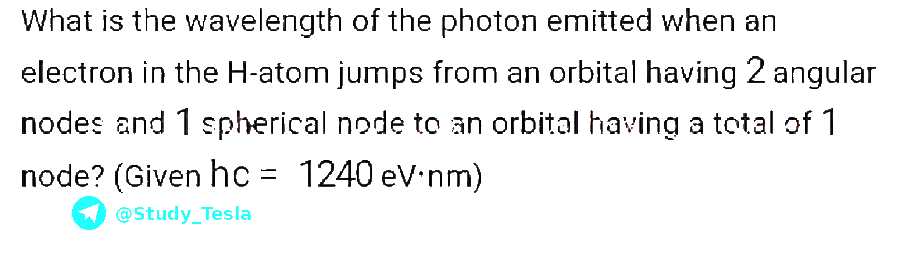 What is the wavelength of the photon emitted when an
electron in the H-atom jumps from an orbital having 2 angular
nodes and 1 spherical node to an orbital having a total of 1
node? (Given hc = 1240 eV·nm)
@Study_Tesla